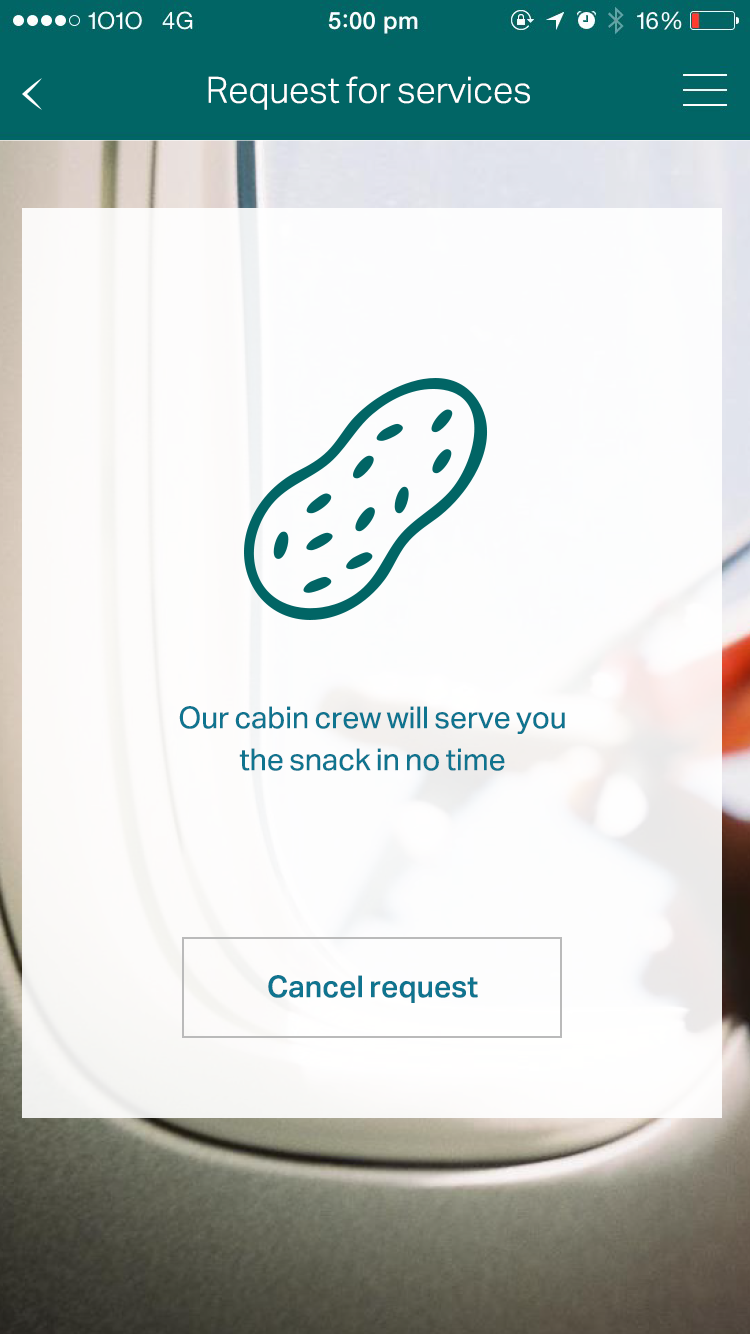 1O1O 4G 5:00 pm 16%
Request for services
Our cabin crew will serve you
the snack in no time
Cancel request